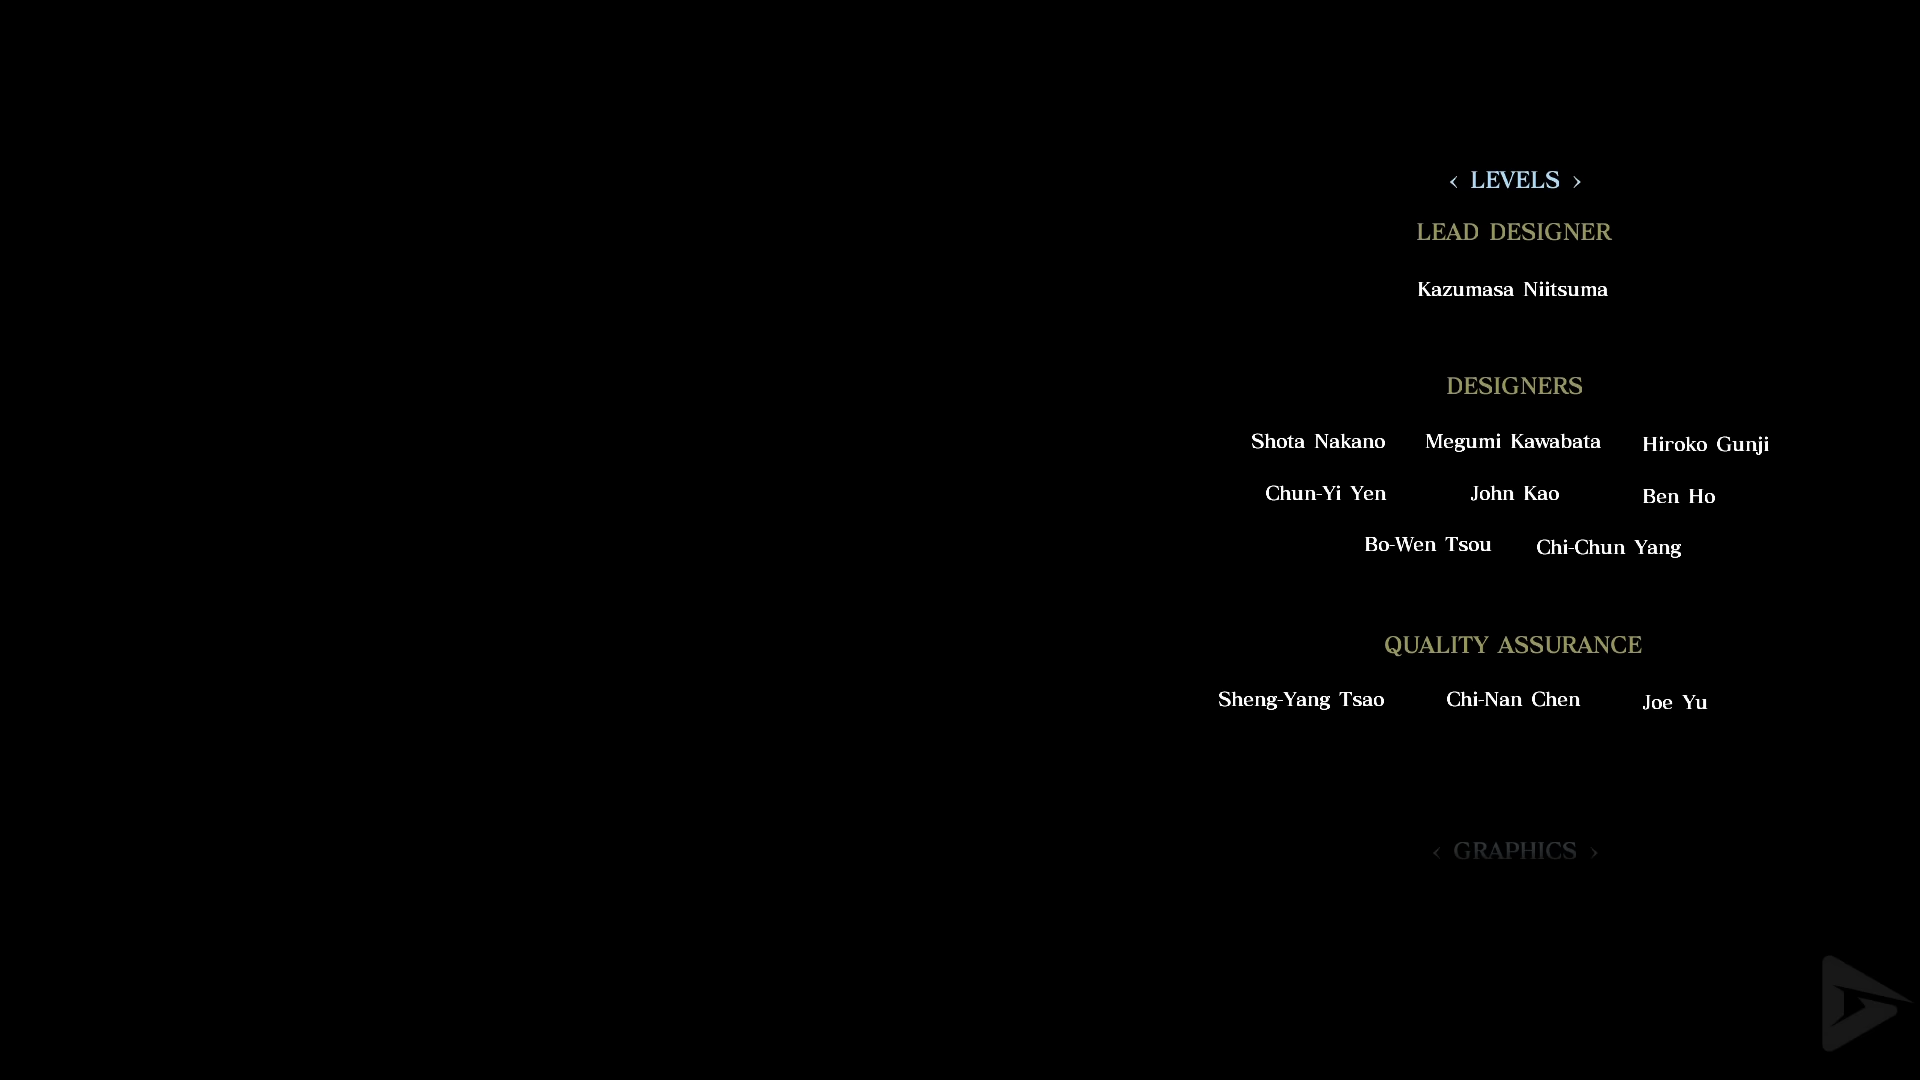 ‹ LEVELS ›
LEAD DESIGNER
Kazumasa Niitsuma
DESIGNERS
Shota Nakano Megumi Kawabata Hiroko Gunji
Chun-Yi Yen John Kao Ben Ho
Bo-Wen Tsou Chi-Chun Yang
QUALITY ASSURANCE
Sheng-Yang Tsao Chi-Nan Chen Joe Yu
‹ GRAPHICS ›